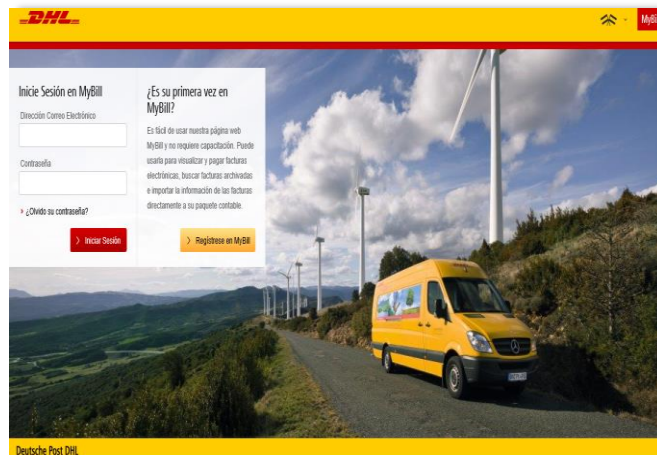 DHL
MyBill
Inicie Sesión en MyBill
Dirección Correo Electrónico
Contraseña
¿Olvido su contraseña?
Iniciar Sesión
¿Es su primera vez en
MyBill?
Es fácil de usar nuestra página web
MyBill y no requiere capacitación. Puede
usarla para visualizar y pagar facturas
electrónicas, buscar facturas archivadas
e importar la información de las facturas
directamente a su paquete contable.
Regístrese en MyBill
Deutsche Post DHL